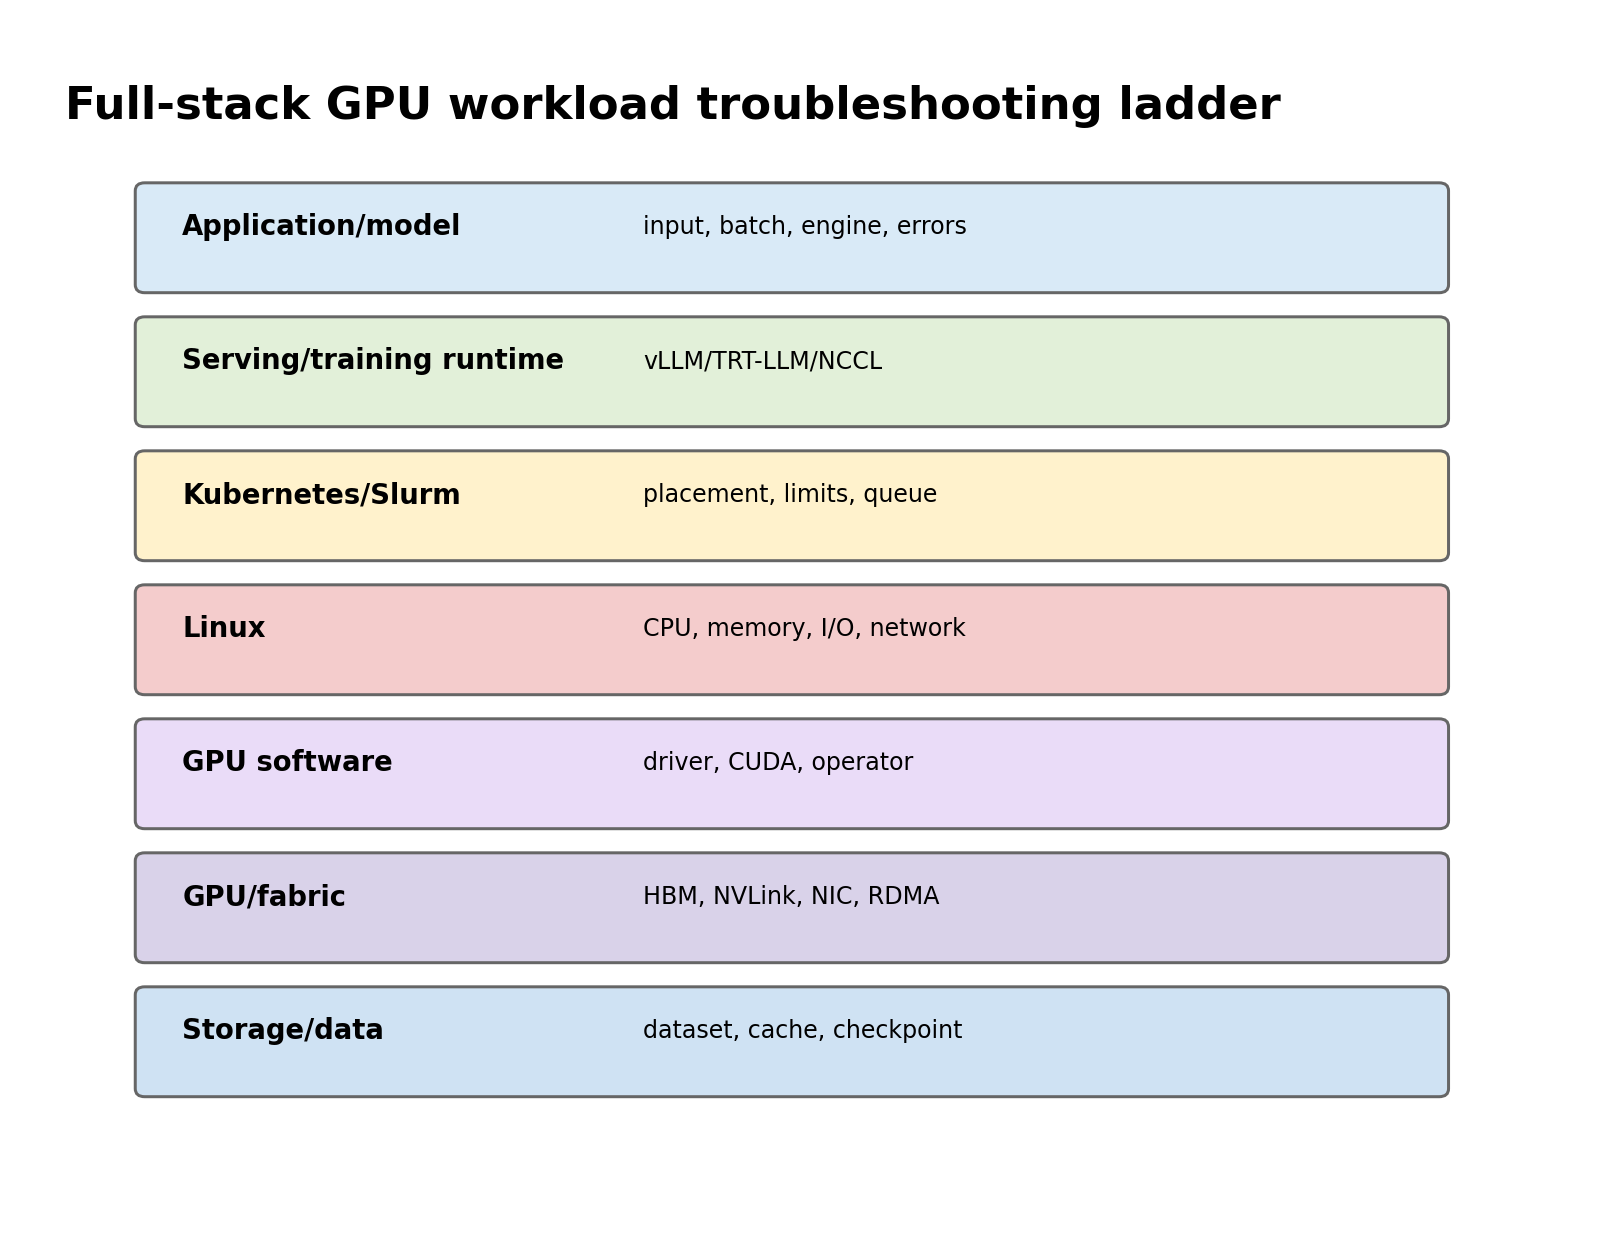 Full-stack GPU workload troubleshooting ladder
Application/model input, batch, engine, errors
Serving/training runtime vLLM/TRT-LLM/NCCL
Kubernetes/Slurm placement, limits, queue
Linux CPU, memory, I/O, network
GPU software driver, CUDA, operator
GPU/fabric HBM, NVLink, NIC, RDMA
Storage/data dataset, cache, checkpoint